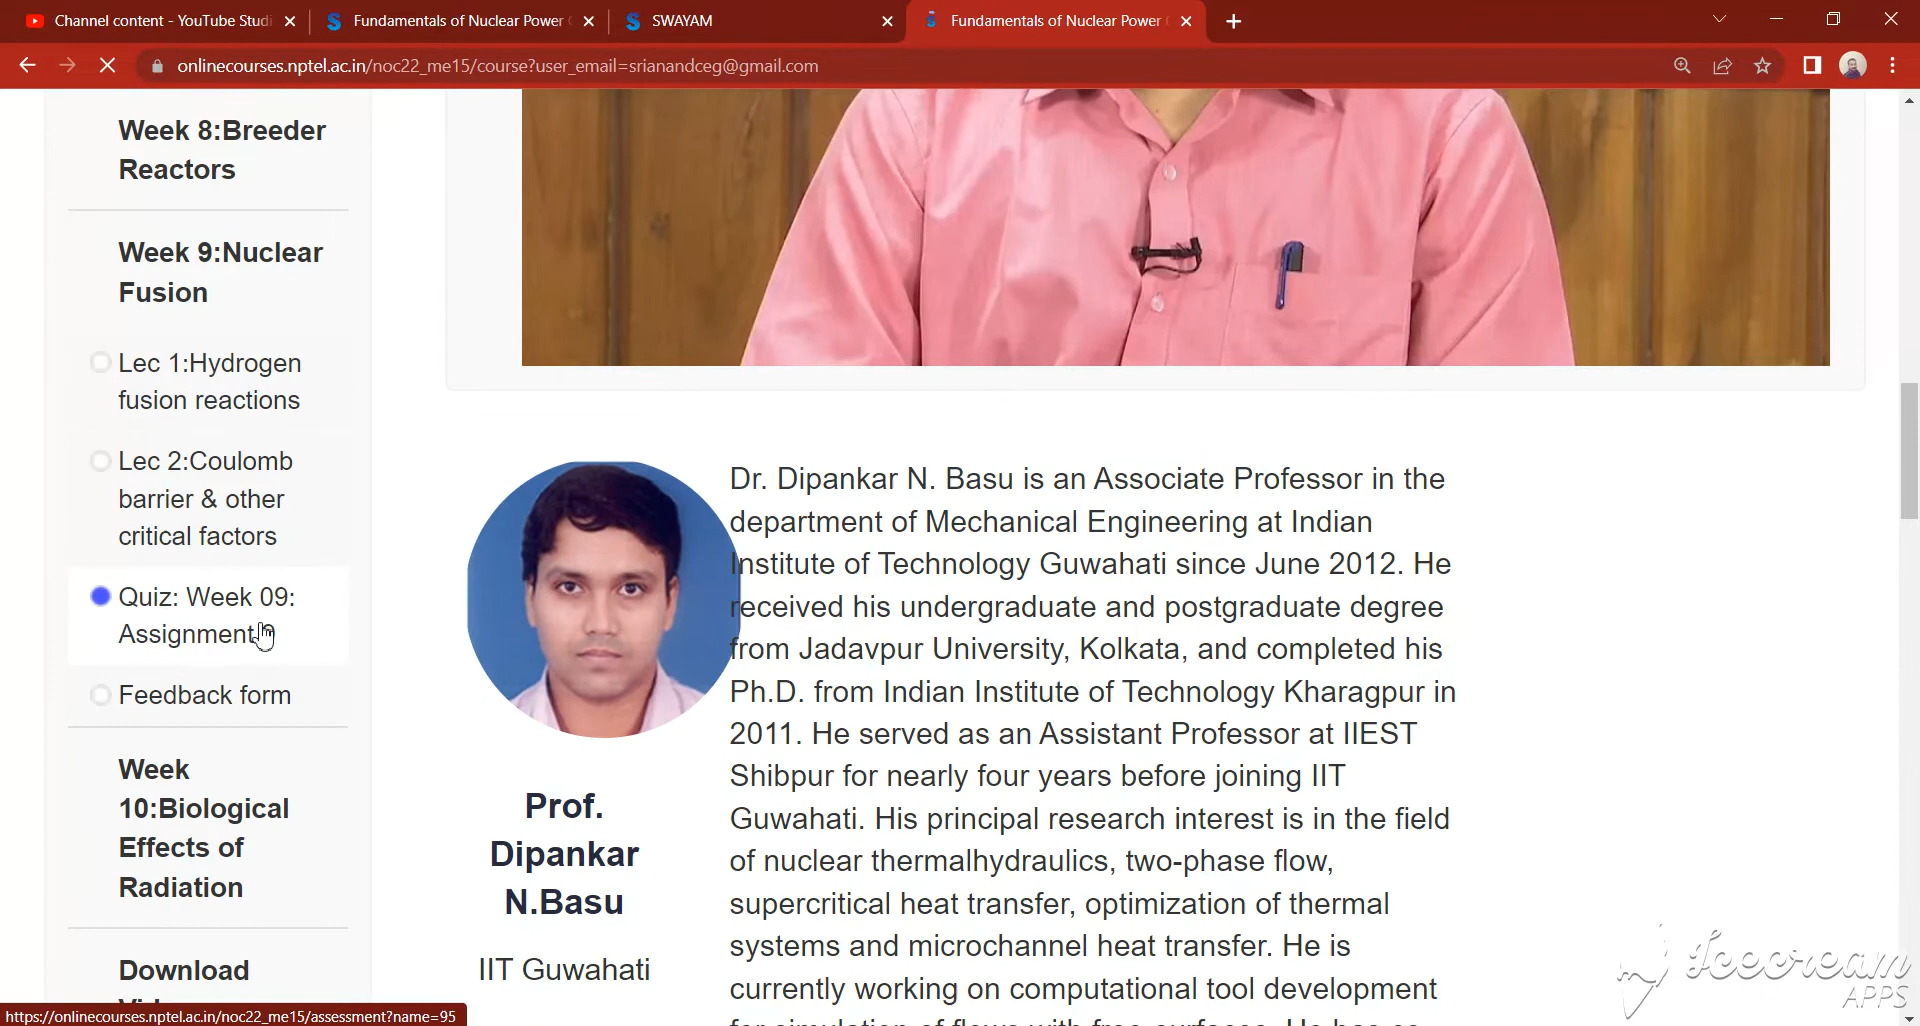 Channel content - YouTube Studi
Fundamentals of Nuclear Power
SWAYAM
Fundamentals of Nuclear Power
onlinecourses.nptel.ac.in/noc22_me15/course?user_email=srianandceg@gmail.com
Week 8:Breeder
Reactors
Week 9:Nuclear
Fusion
Lec 1:Hydrogen
fusion reactions
Lec 2:Coulomb
barrier & other
critical factors
Quiz: Week 09:
Assignment
Feedback form
Week
10:Biological
Effects of
Radiation
Download
Dr. Dipankar N. Basu is an Associate Professor in the
department of Mechanical Engineering at Indian
Institute of Technology Guwahati since June 2012. He
received his undergraduate and postgraduate degree
from Jadavpur University, Kolkata, and completed his
Ph.D. from Indian Institute of Technology Kharagpur in
2011. He served as an Assistant Professor at IIEST
Shibpur for nearly four years before joining IIT
Guwahati. His principal research interest is in the field
of nuclear thermalhydraulics, two-phase flow,
supercritical heat transfer, optimization of thermal
systems and microchannel heat transfer. He is
currently working on computational tool development
Prof.
Dipankar
N.Basu
IIT Guwahati
https://onlinecourses.nptel.ac.in/noc22_me15/assessment?name=95
Icecream
APPS